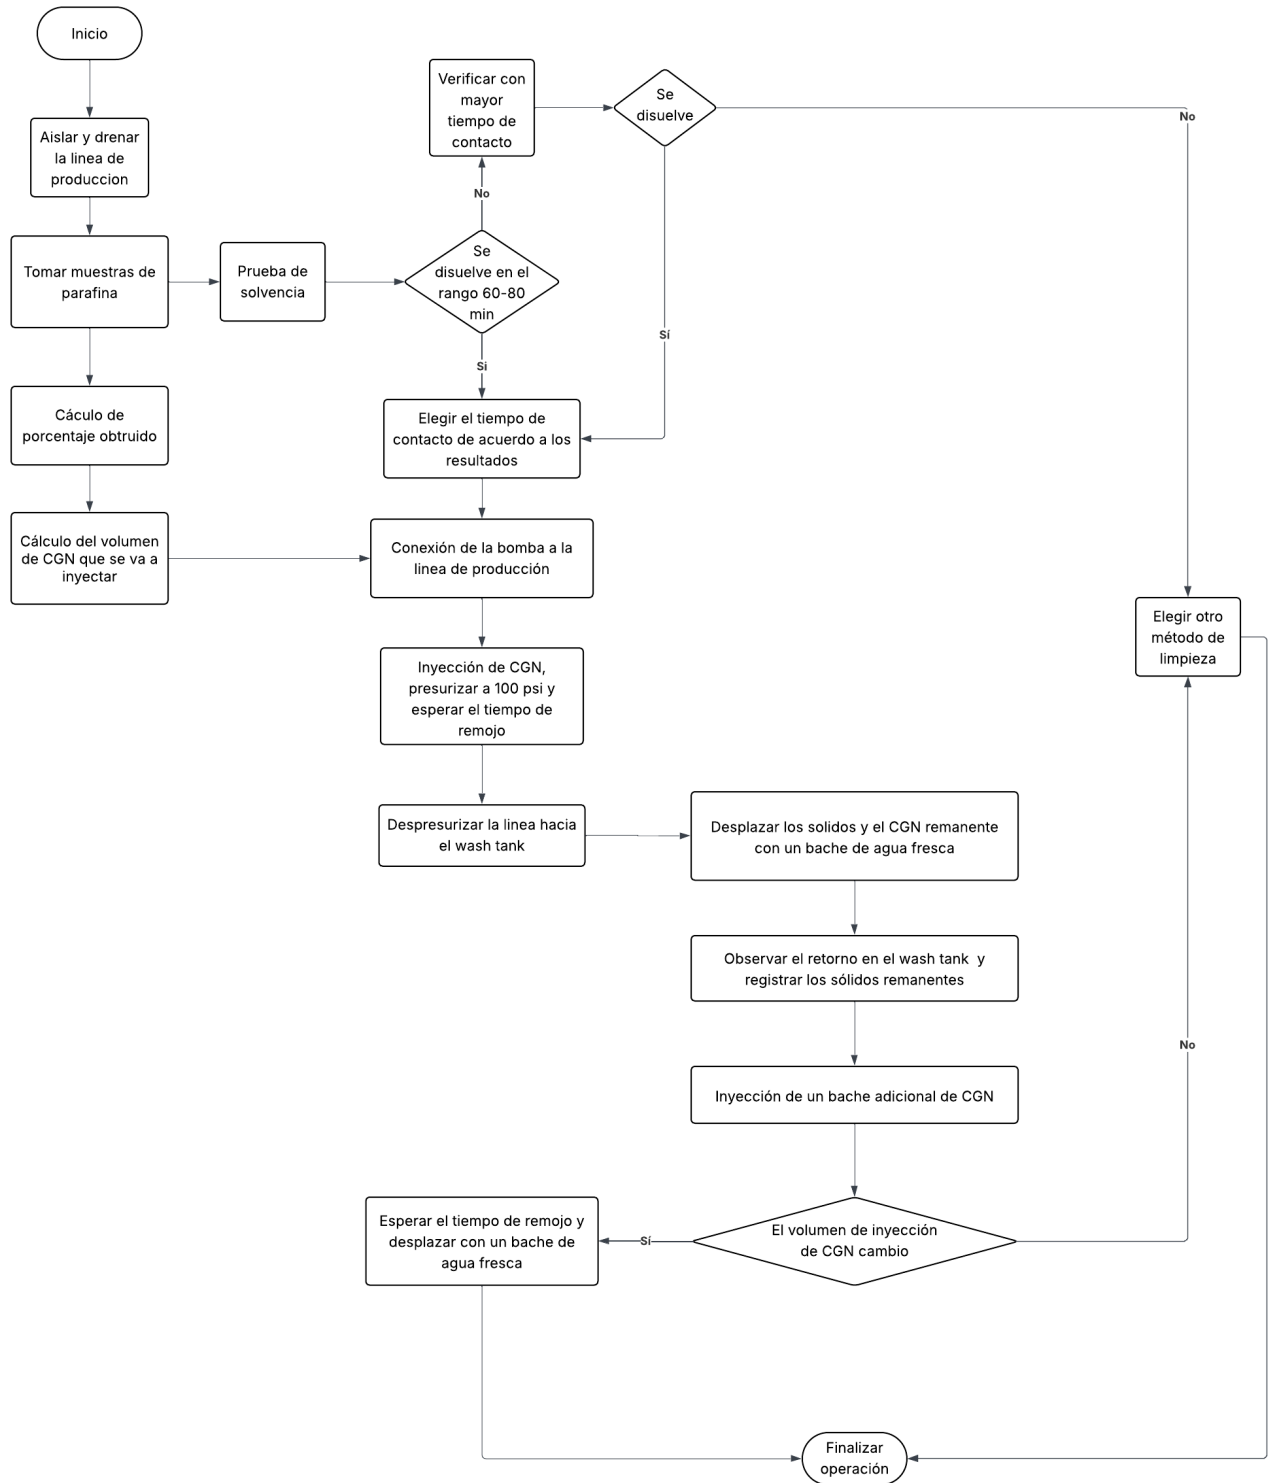 Inicio
Aislar y drenar
la linea de
produccion
Tomar muestras de
parafina
Prueba de
solvencia
Se
disuelve en el
rango 60-80
min
No
Verificar con
mayor
tiempo de
contacto
Se
disuelve
No
Sí
Si
Cáculo de
porcentaje obtruido
Elegir el tiempo de
contacto de acuerdo a los
resultados
Cálculo del volumen
de CGN que se va a
inyectar
Conexión de la bomba a la
linea de producción
Elegir otro
método de
limpieza
Inyección de CGN,
presurizar a 100 psi y
esperar el tiempo de
remojo
Despresurizar la linea hacia
el wash tank
Desplazar los solidos y el CGN remanente
con un bache de agua fresca
Observar el retorno en el wash tank y
registrar los sólidos remanentes
No
Inyección de un bache adicional de CGN
El volumen de inyección
de CGN cambio
Sí
Esperar el tiempo de remojo y
desplazar con un bache de
agua fresca
Finalizar
operación